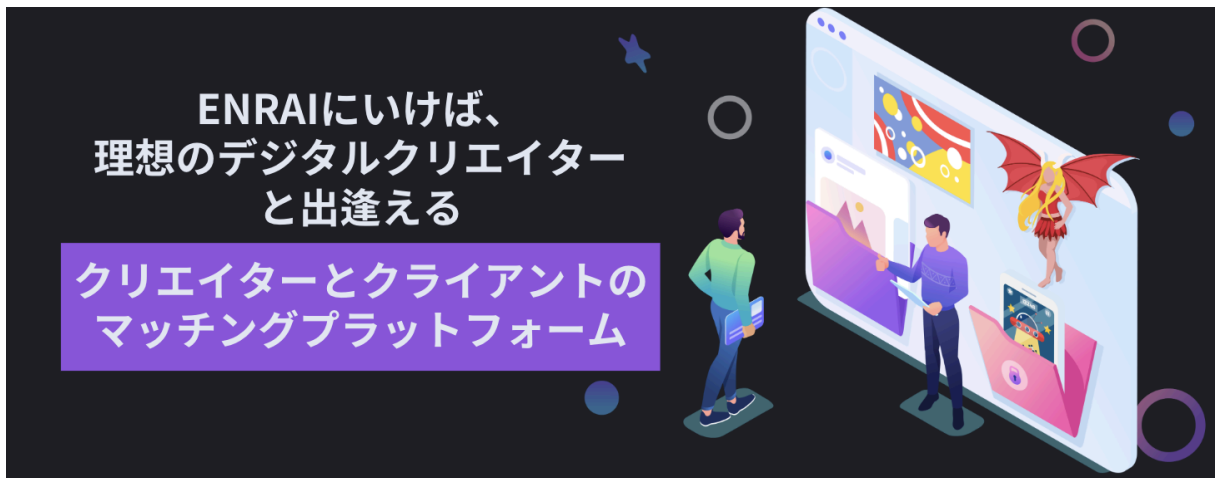 ENRAIにいけば、
理想のデジタルクリエイター
と出逢える
クリエイターとクライアントの
マッチングプラットフォーム